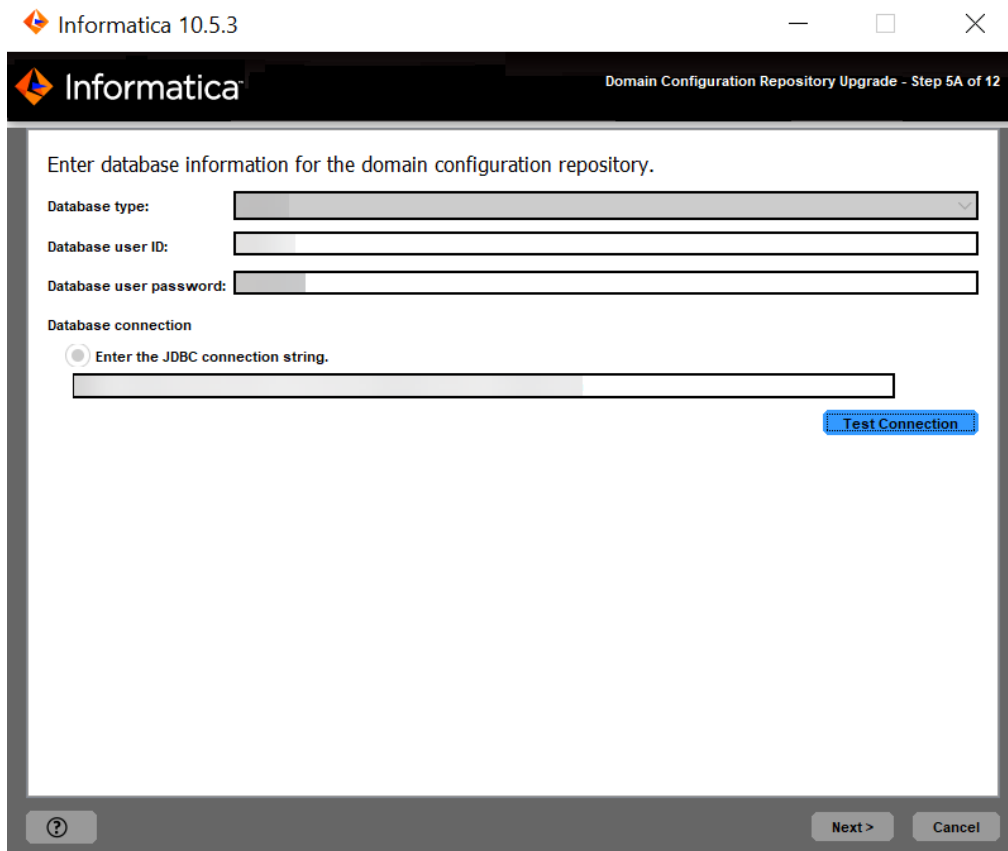 Informatica 10.5.3
Informatica™
Domain Configuration Repository Upgrade - Step 5A of 12
Enter database information for the domain configuration repository.
Database type:
Database user ID:
Database user password:
Database connection
Enter the JDBC connection string.
Test Connection
?
Next >
Cancel